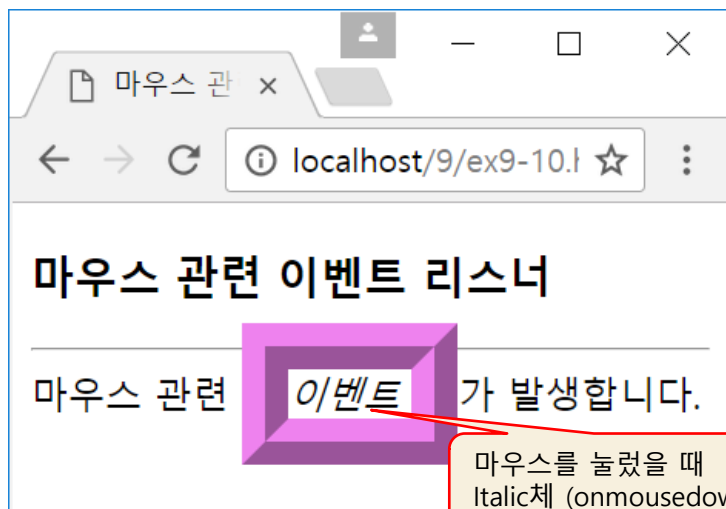 마우스 관
localhost/9/ex9-10.h
마우스 관련 이벤트 리스너
마우스 관련 이벤트 가 발생합니다.
마우스를 눌렀을 때
Italic체 (onmousedow